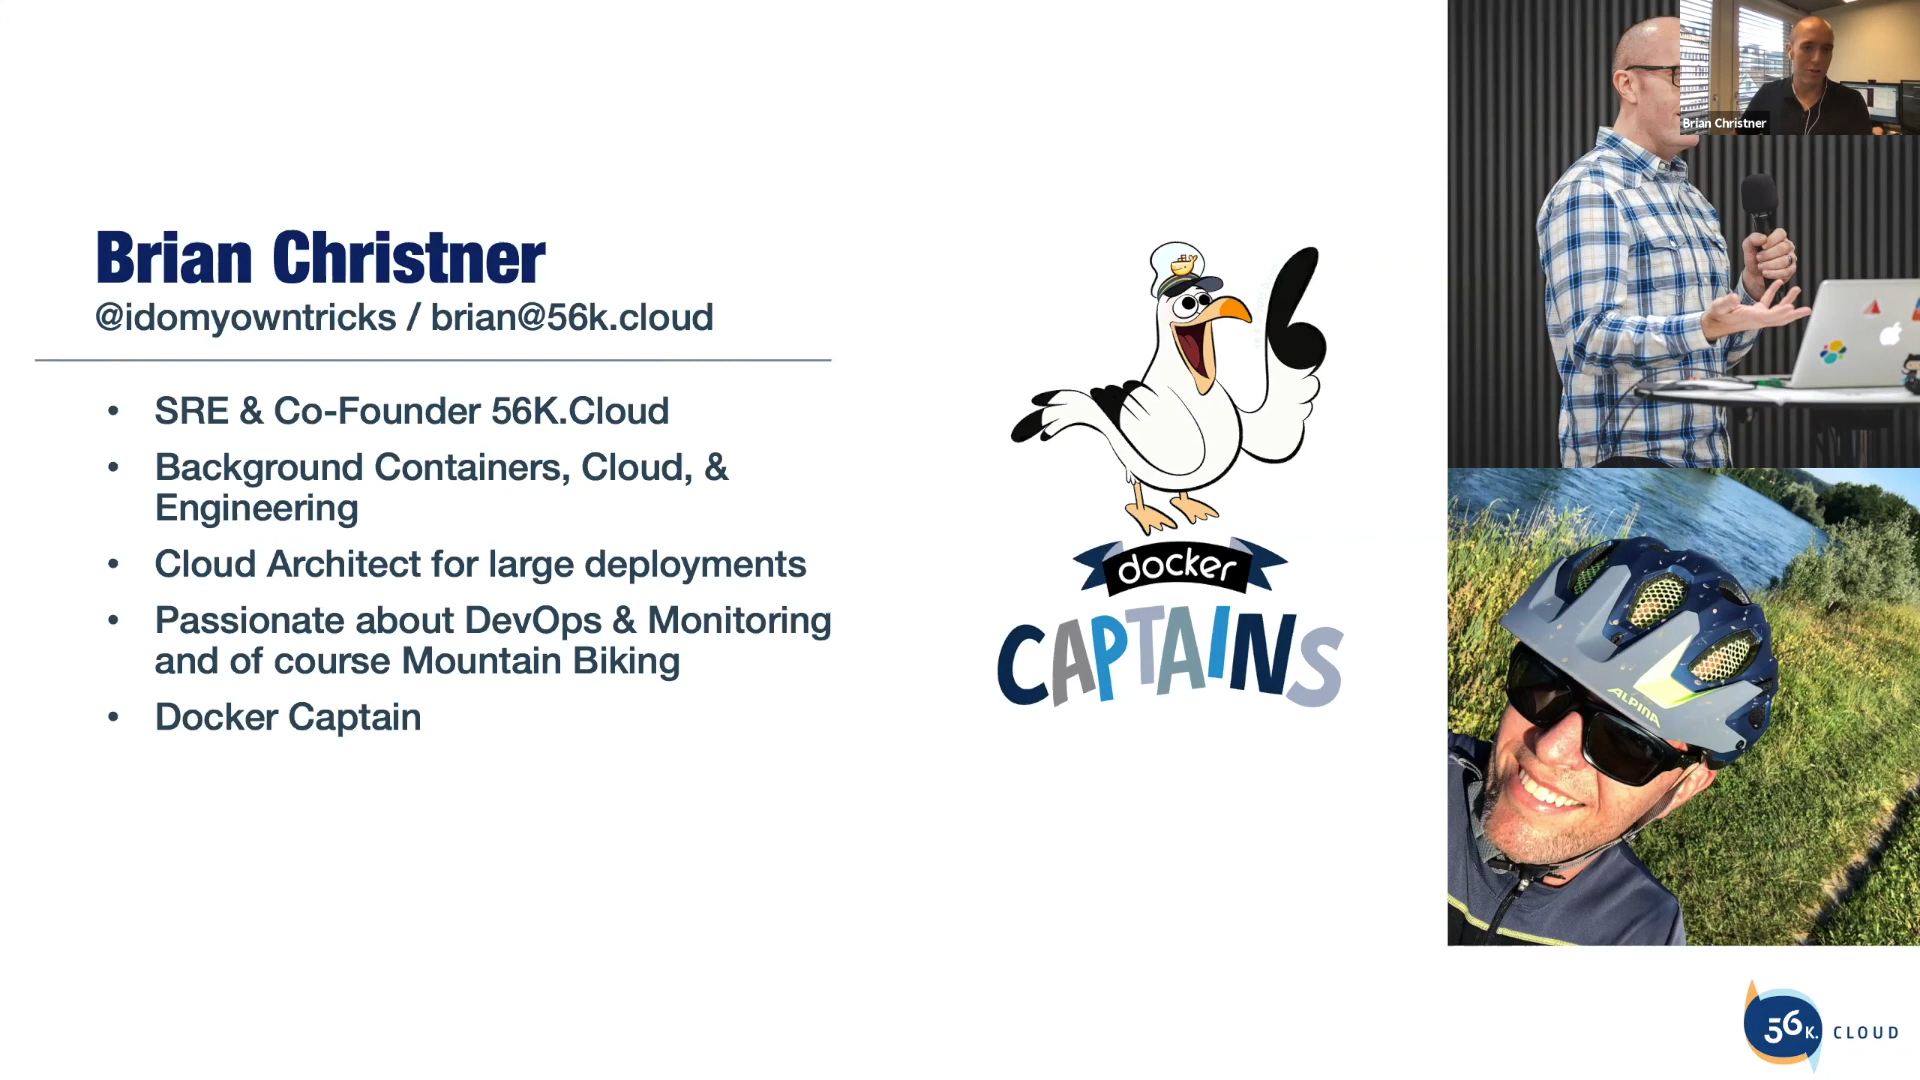 Brian Christner
Brian Christner
@idomyowntricks / brian@56k.cloud
• SRE & Co-Founder 56K.Cloud
• Background Containers, Cloud, &
Engineering
• Cloud Architect for large deployments
• Passionate about DevOps & Monitoring
and of course Mountain Biking
• Docker Captain
docker
CAPTAINS
ALPINA
56K. CLOUD